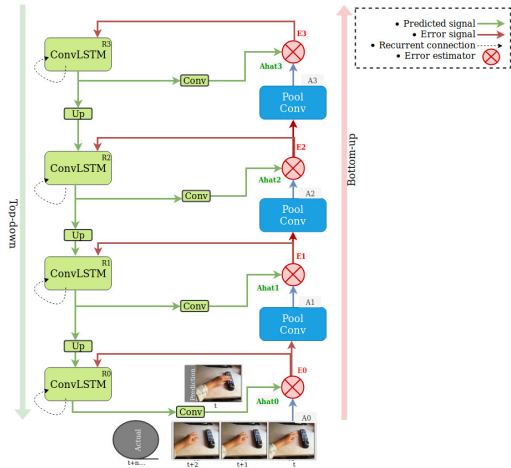 Predicted signal
Error signal
Recurrent connection
Error estimator
E3
R3
ConvLSTM
Ahat3
Conv
A3
Up
Pool
Conv
E2
R2
ConvLSTM
Ahat2
Conv
A2
Up
Pool
Conv
E1
R1
ConvLSTM
Ahat1
Conv
A1
Up
Pool
Conv
E0
R0
ConvLSTM
Prediction
t
Ahat0
Conv
A0
Actual
t+n...
t+2
t+1
t
Top-down
Bottom-up